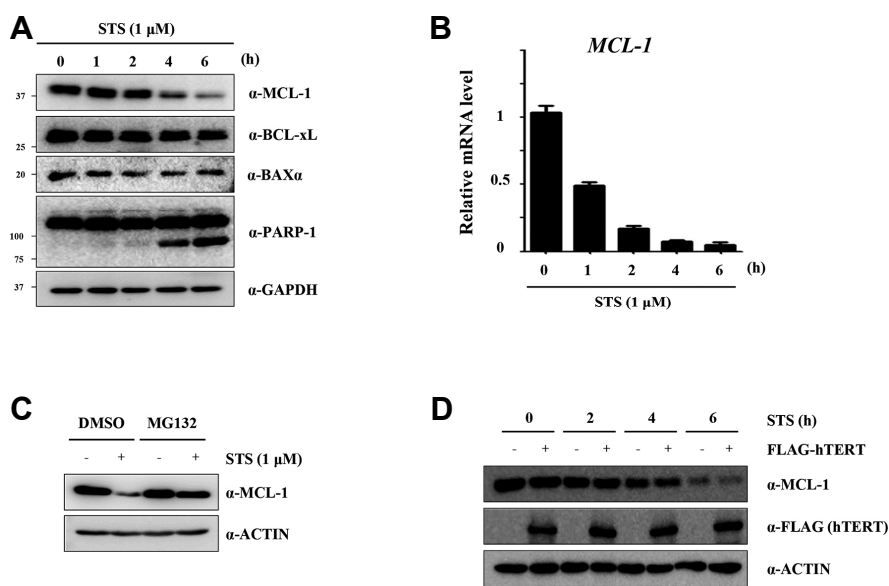 A
STS (1 μM)
0 1 2 4 6 (h)
37 α-MCL-1
α-BCL-xL
25
20 α-BAXα
α-PARP-1
100
75
37 α-GAPDH
B
MCL-1
Relative mRNA level
1
0.5
0
0 1 2 4 6 (h)
STS (1 μM)
C
DMSO MG132
- + - + STS (1 μM)
α-MCL-1
α-ACTIN
D
0 2 4 6 STS (h)
- + - + - + - + FLAG-hTERT
α-MCL-1
α-FLAG (hTERT)
α-ACTIN